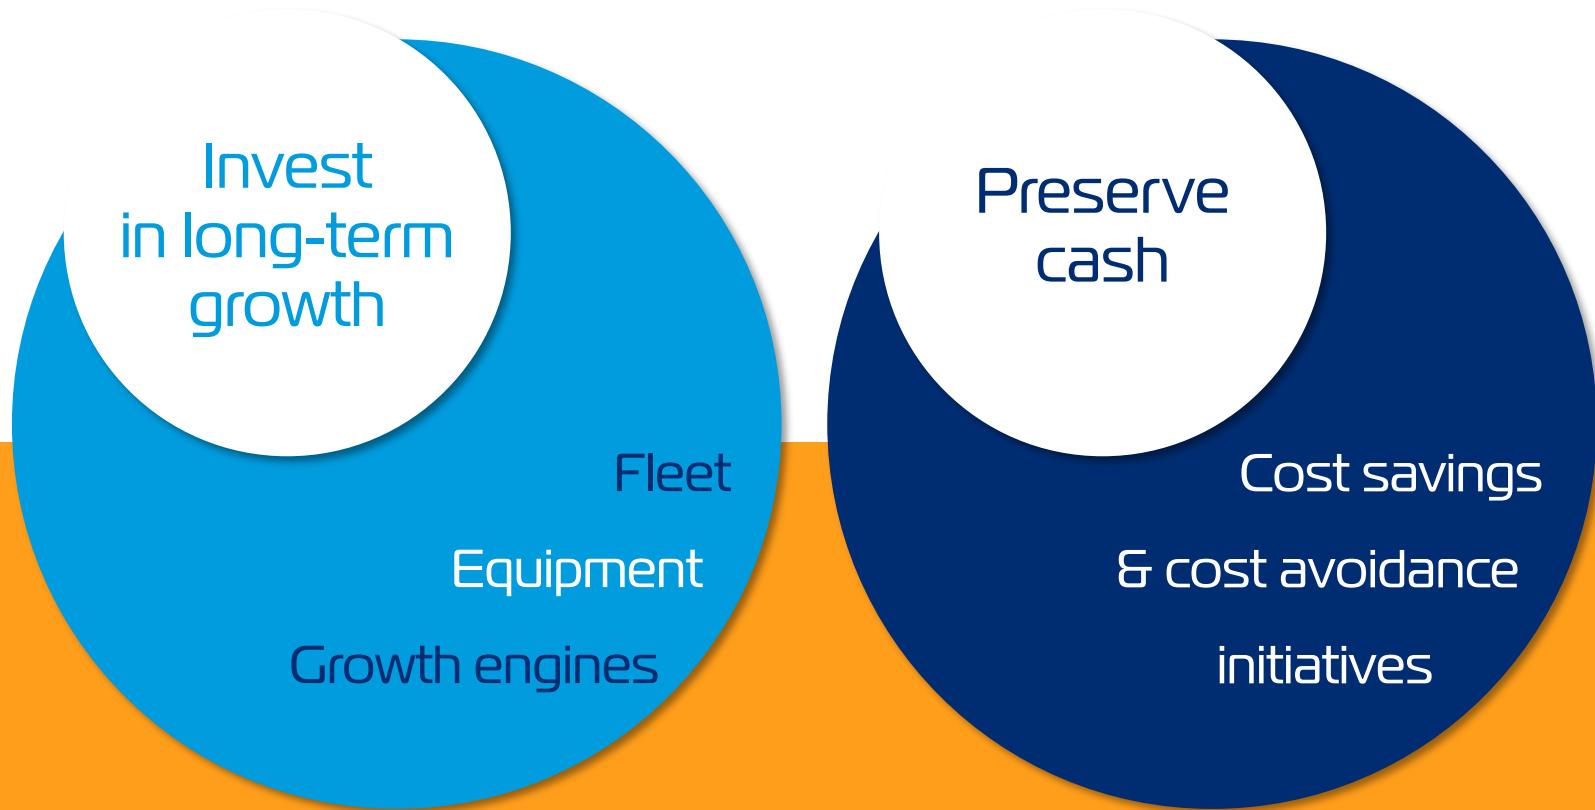 Invest
in long-term
growth
Fleet
Equipment
Growth engines
Preserve
cash
Cost savings
& cost avoidance
initiatives